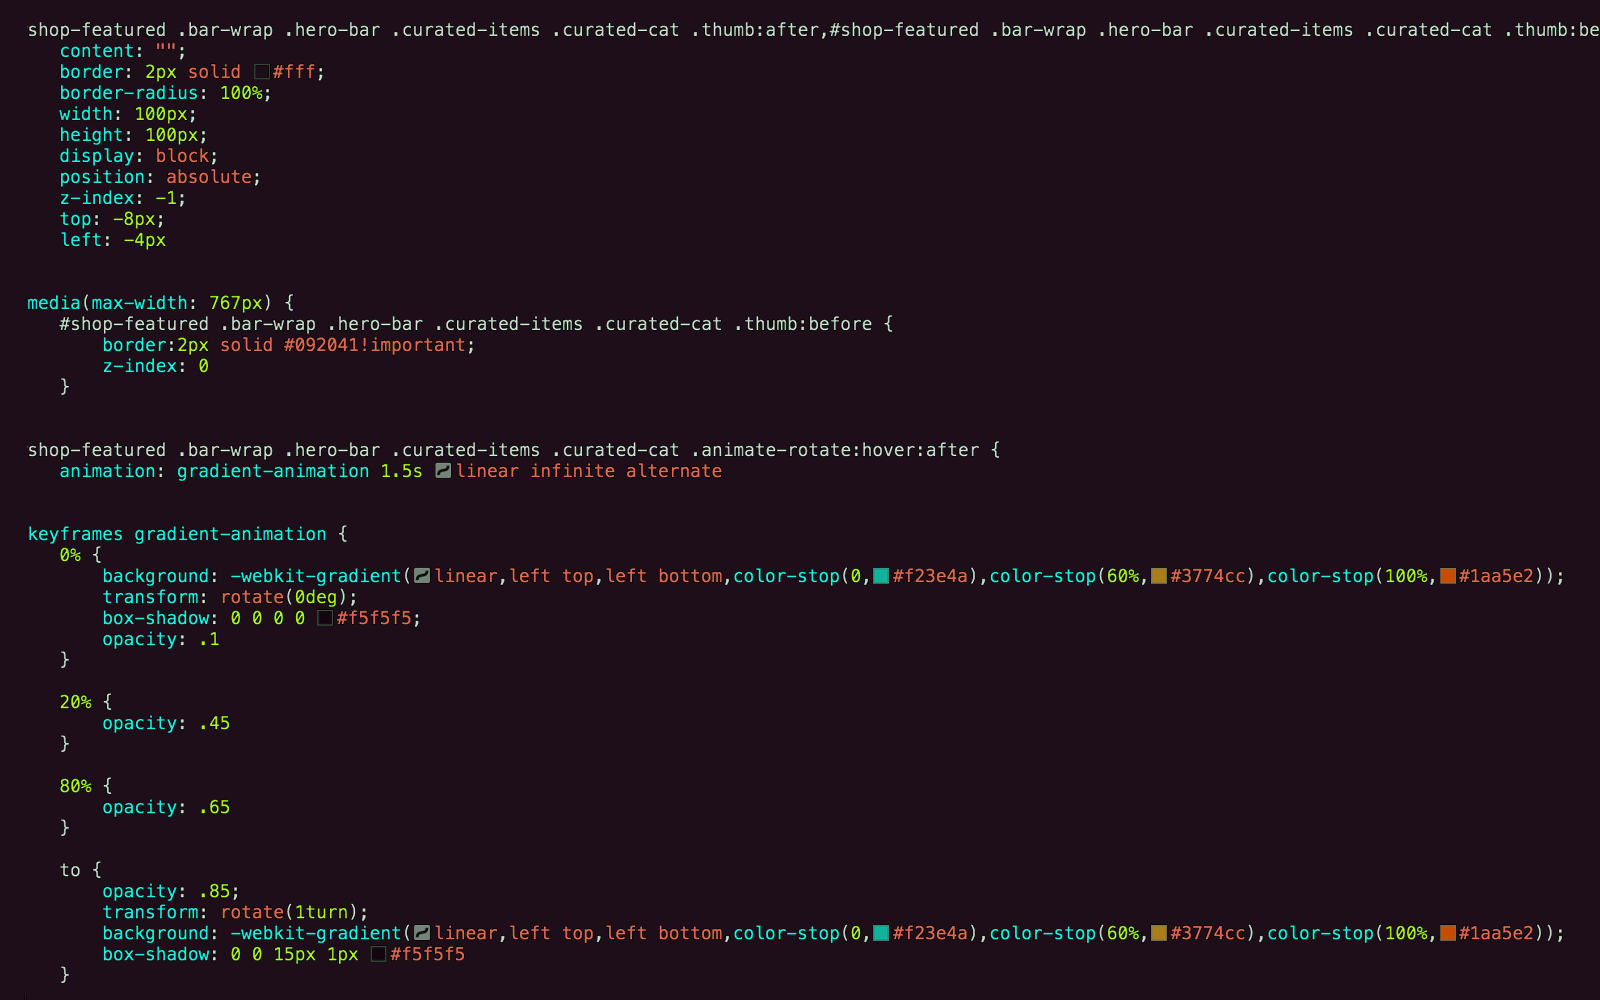 shop-featured .bar-wrap .hero-bar .curated-items .curated-cat .thumb:after,#shop-featured .bar-wrap .hero-bar .curated-items .curated-cat .thumb:be
content: "";
border: 2px solid #fff;
border-radius: 100%;
width: 100px;
height: 100px;
display: block;
position: absolute;
z-index: -1;
top: -8px;
left: -4px
media(max-width: 767px) {
#shop-featured .bar-wrap .hero-bar .curated-items .curated-cat .thumb:before {
border:2px solid #092041!important;
z-index: 0
}
shop-featured .bar-wrap .hero-bar .curated-items .curated-cat .animate-rotate:hover:after {
animation: gradient-animation 1.5s linear infinite alternate
keyframes gradient-animation {
0% {
background: -webkit-gradient(linear,left top,left bottom,color-stop(0,#f23e4a),color-stop(60%,#3774cc),color-stop(100%,#1aa5e2));
transform: rotate(0deg);
box-shadow: 0 0 0 0 #f5f5f5;
opacity: .1
}
20% {
opacity: .45
}
80% {
opacity: .65
}
to {
opacity: .85;
transform: rotate(1turn);
background: -webkit-gradient(linear,left top,left bottom,color-stop(0,#f23e4a),color-stop(60%,#3774cc),color-stop(100%,#1aa5e2));
box-shadow: 0 0 15px 1px #f5f5f5
}